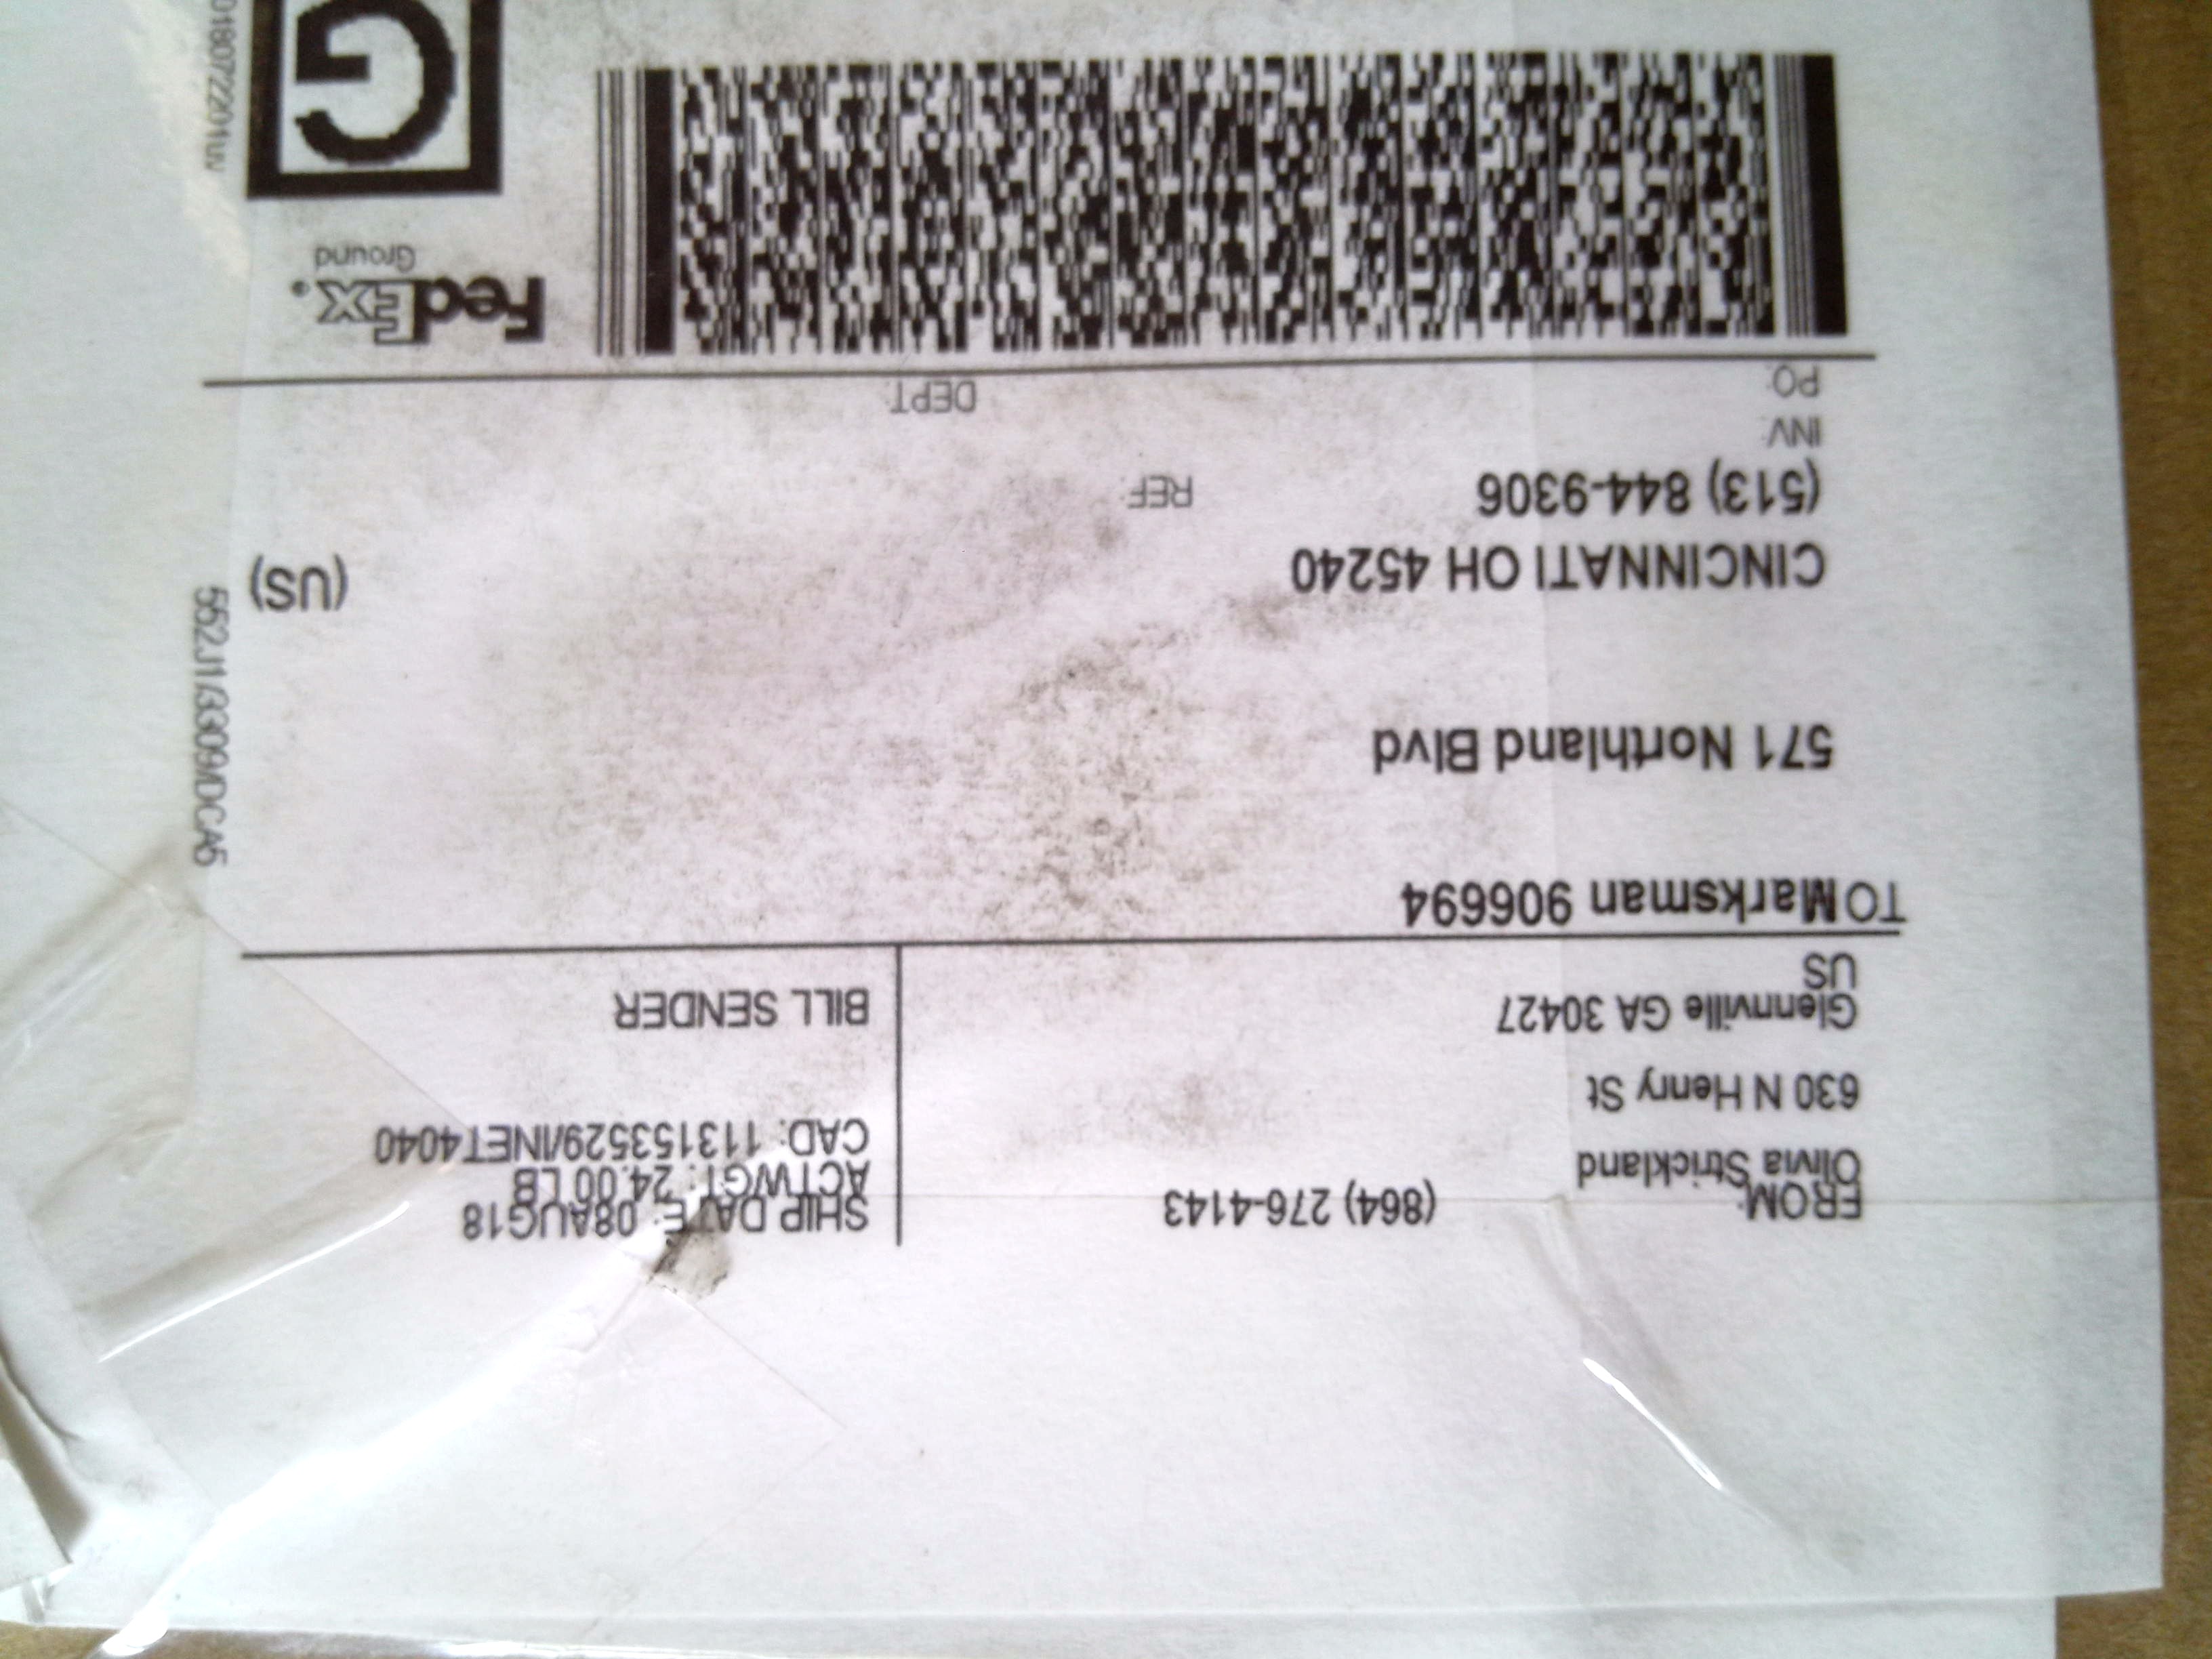 FROM:
(864) 276-4143
Olivia Strickland
630 N Henry St
Glennville GA 30427
US
SHIP DATE: 08AUG18
ACTWGT: 24.00 LB
CAD: 113153529/INET4040
BILL SENDER
TO Marksman 906694
571 Northland Blvd
CINCINNATI OH 45240
(US)
(513) 844-9306
REF:
INV:
PO:
DEPT:
FedEx®
Ground
G
552J1/3309/DCA5